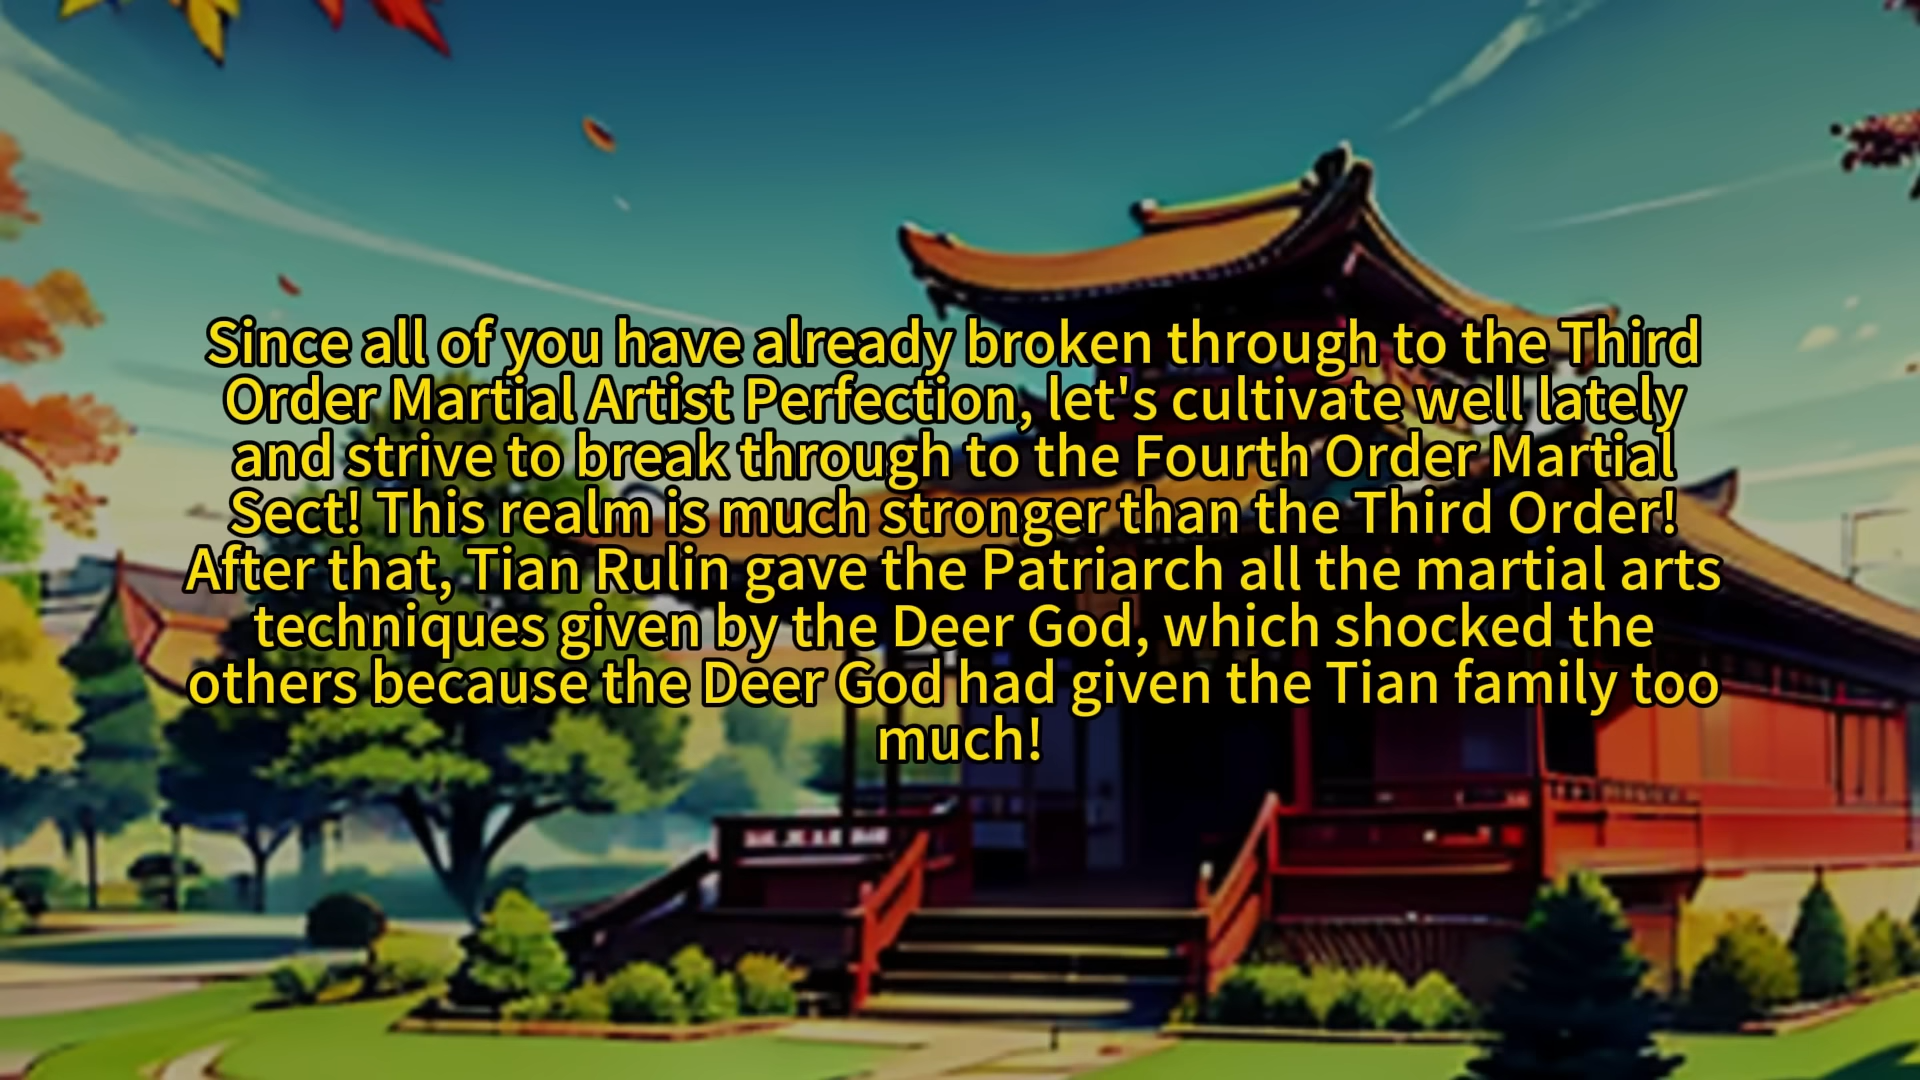 Since all of you have already broken through to the Third
Order Martial Artist Perfection, let's cultivate well lately
and strive to break through to the Fourth Order Martial
Sect! This realm is much stronger than the Third Order!
After that, Tian Rulin gave the Patriarch all the martial arts
techniques given by the Deer God, which shocked the
others because the Deer God had given the Tian family too
much!